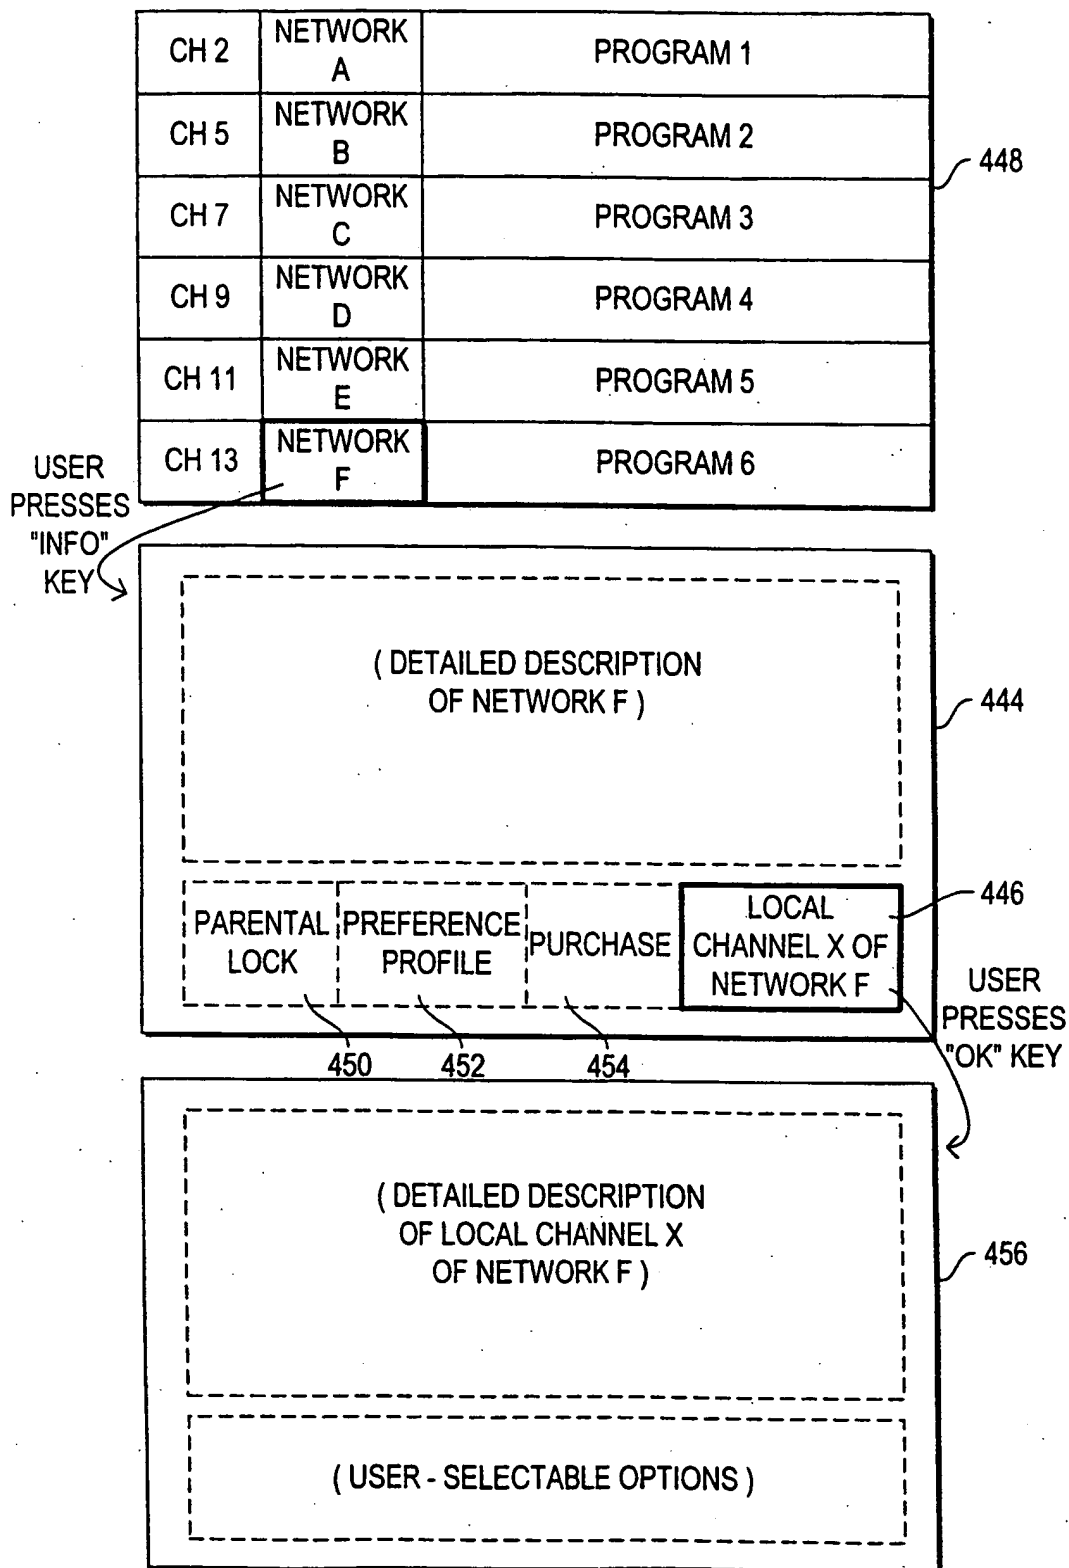 CH 2 NETWORK A PROGRAM 1
CH 5 NETWORK B PROGRAM 2
448
CH 7 NETWORK C PROGRAM 3
CH 9 NETWORK D PROGRAM 4
CH 11 NETWORK E PROGRAM 5
CH 13 NETWORK F PROGRAM 6
USER
PRESSES
"INFO"
KEY
( DETAILED DESCRIPTION
OF NETWORK F )
444
PARENTAL
LOCK
PREFERENCE
PROFILE
PURCHASE
LOCAL
CHANNEL X OF
NETWORK F
446
USER
PRESSES
"OK" KEY
450
452
454
( DETAILED DESCRIPTION
OF LOCAL CHANNEL X
OF NETWORK F )
456
( USER - SELECTABLE OPTIONS )